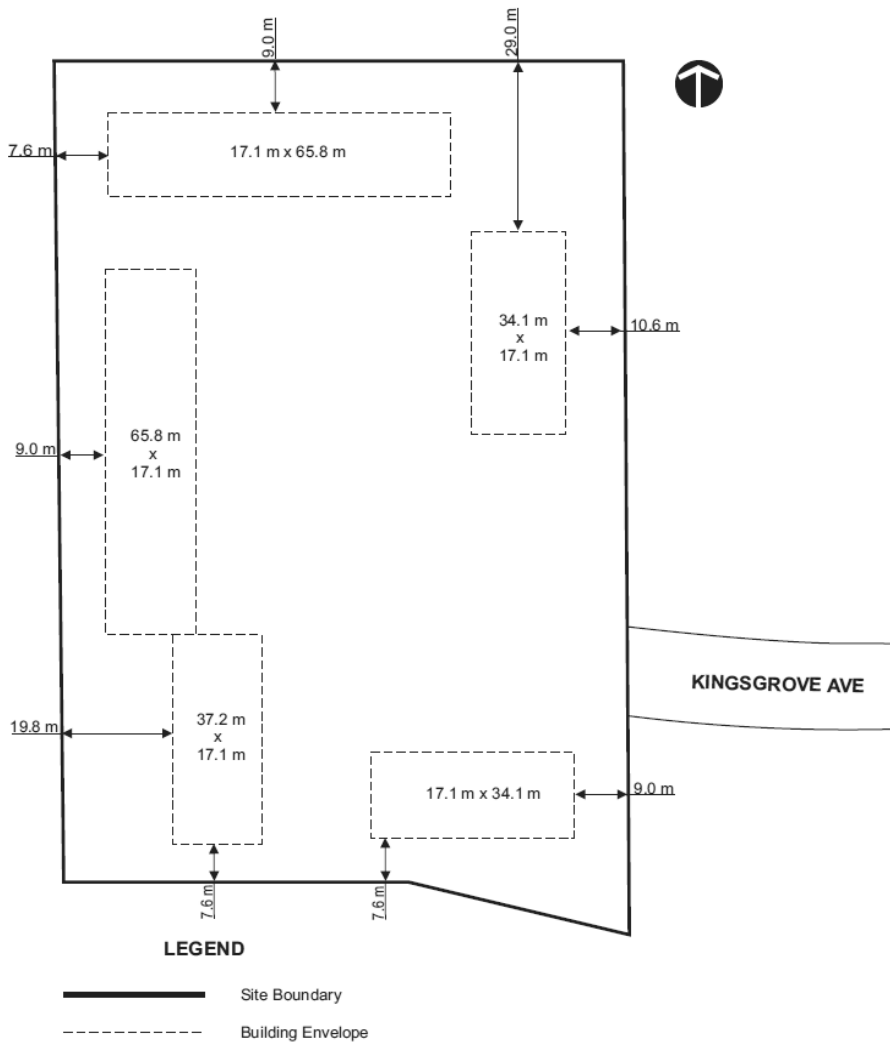 9.0 m
29.0 m
7.6 m
17.1 m x 65.8 m
34.1 m
x
17.1 m
10.6 m
65.8 m
x
17.1 m
9.0 m
KINGSGROVE AVE
19.8 m
37.2 m
x
17.1 m
17.1 m x 34.1 m
9.0 m
7.6 m
7.6 m
LEGEND
Site Boundary
Building Envelope